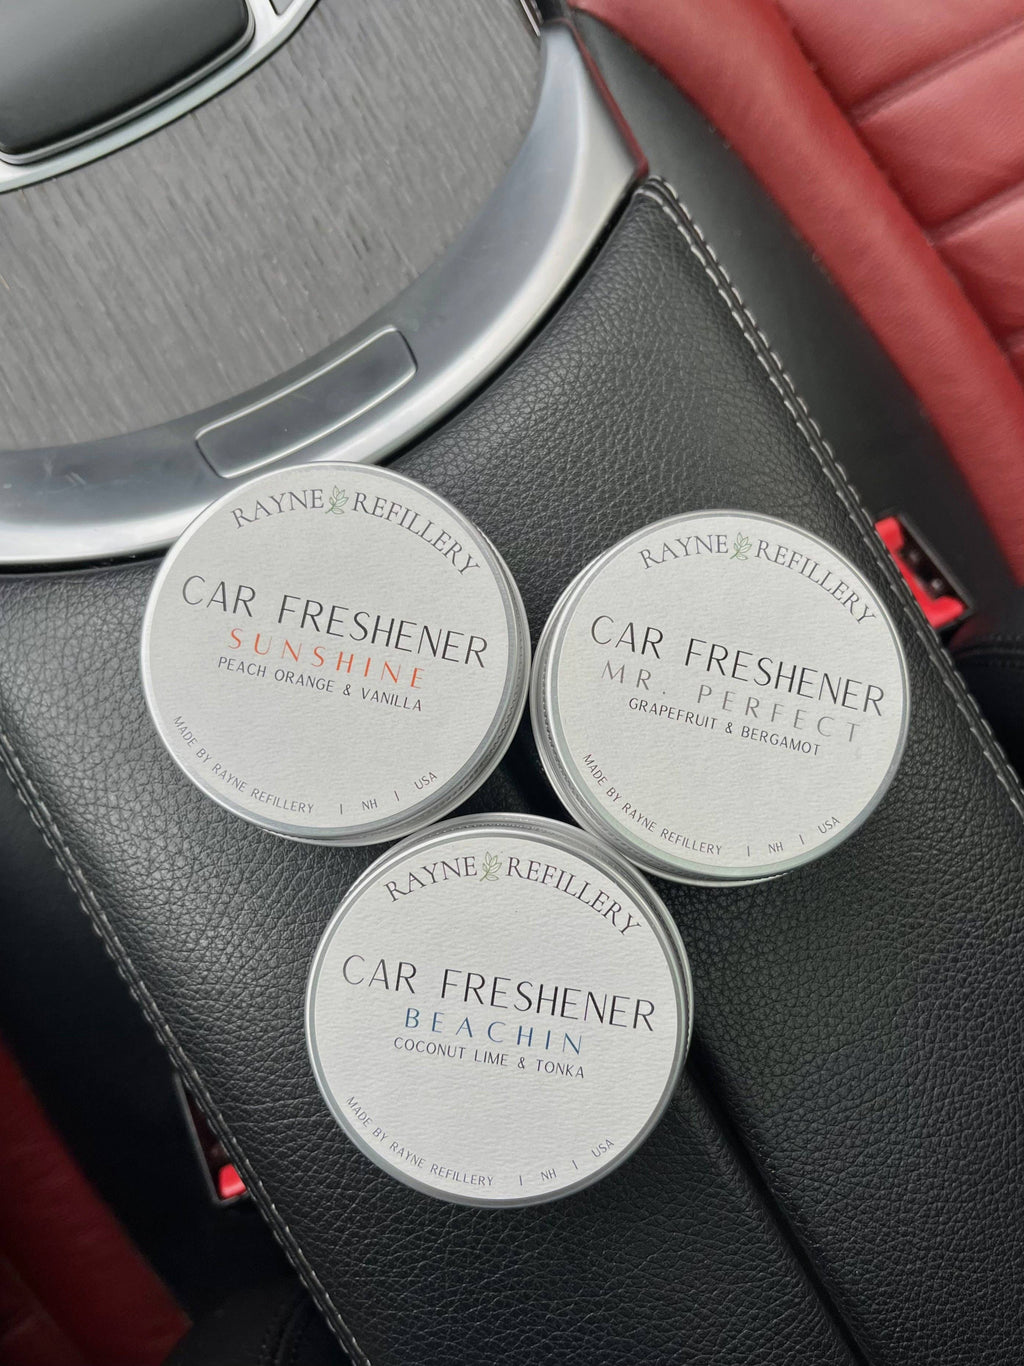 RAYNE REFILLERY
CAR FRESHENER
SUNSHINE
PEACH ORANGE & VANILLA
MADE BY RAYNE REFILLERY | NH | USA
RAYNE REFILLERY
CAR FRESHENER
MR. PERFECT
GRAPEFRUIT & BERGAMOT
MADE BY RAYNE REFILLERY | NH | USA
RAYNE REFILLERY
CAR FRESHENER
BEACHIN
COCONUT LIME & TONKA
MADE BY RAYNE REFILLERY | NH | USA